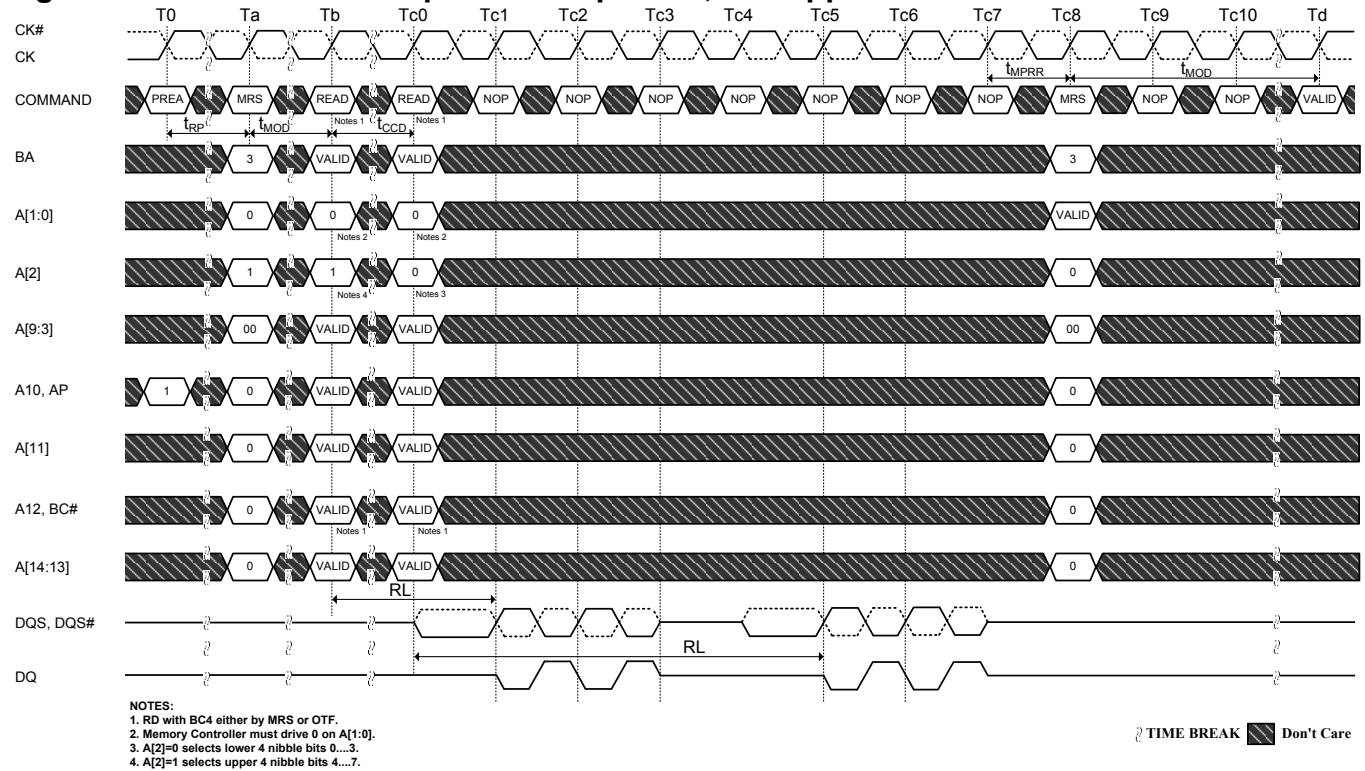 T0 Ta Tb Tc0 Tc1 Tc2 Tc3 Tc4 Tc5 Tc6 Tc7 Tc8 Tc9 Tc10 Td
CK#
CK
tMPRR tMOD
COMMAND PREA MRS READ READ NOP NOP NOP NOP NOP NOP NOP MRS NOP NOP VALID
Notes 1 Notes 1
tRP tMOD tCCD
BA 3 VALID VALID 3
A[1:0] 0 0 0 VALID
Notes 2 Notes 2
A[2] 1 1 0 0
Notes 4 Notes 3
A[9:3] 00 VALID VALID 00
A10, AP 1 0 VALID VALID 0
A[11] 0 VALID VALID 0
A12, BC# 0 VALID VALID 0
Notes 1 Notes 1
A[14:13] 0 VALID VALID 0
RL
DQS, DQS#
RL
DQ
NOTES:
1. RD with BC4 either by MRS or OTF.
2. Memory Controller must drive 0 on A[1:0].
3. A[2]=0 selects lower 4 nibble bits 0....3.
4. A[2]=1 selects upper 4 nibble bits 4....7.
TIME BREAK Don't Care